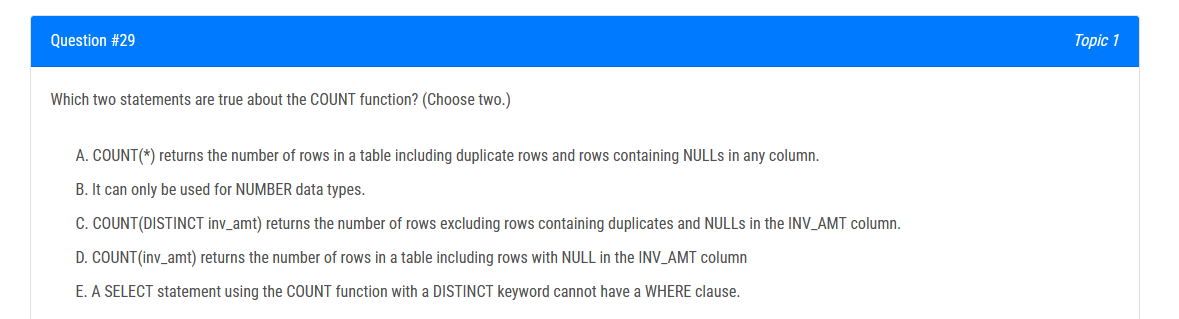 Question #29
Topic 1
Which two statements are true about the COUNT function? (Choose two.)
A. COUNT(*) returns the number of rows in a table including duplicate rows and rows containing NULLs in any column.
B. It can only be used for NUMBER data types.
C. COUNT(DISTINCT inv_amt) returns the number of rows excluding rows containing duplicates and NULLs in the INV_AMT column.
D. COUNT(inv_amt) returns the number of rows in a table including rows with NULL in the INV_AMT column
E. A SELECT statement using the COUNT function with a DISTINCT keyword cannot have a WHERE clause.